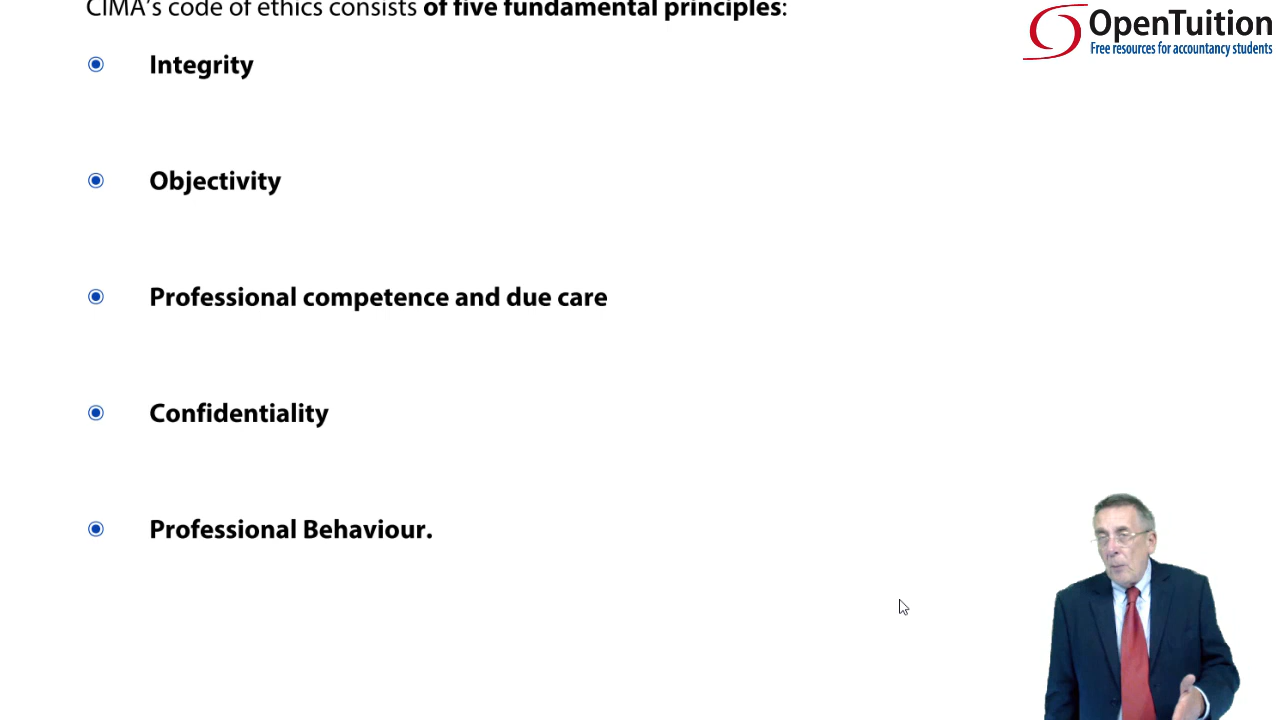 CIMA's code of ethics consists of five fundamental principles:
OpenTuition
Free resources for accountancy students
Integrity
Objectivity
Professional competence and due care
Confidentiality
Professional Behaviour.